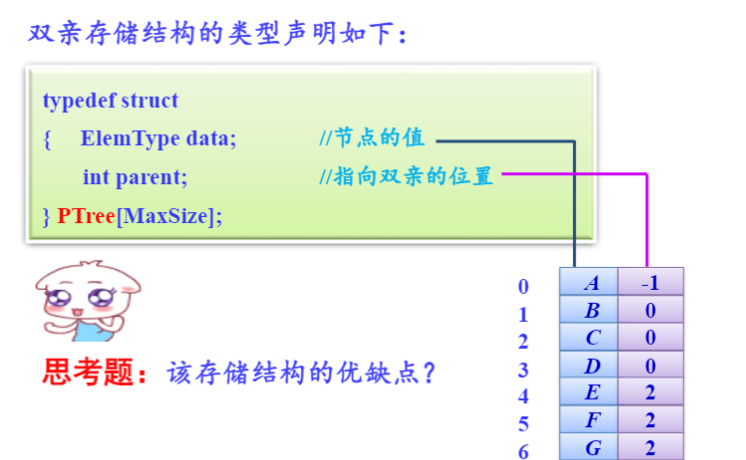 双亲存储结构的类型声明如下：
typedef struct
{ ElemType data; //节点的值
int parent; //指向双亲的位置
} PTree[MaxSize];
思考题：该存储结构的优缺点？
0 A -1
1 B 0
2 C 0
3 D 0
4 E 2
5 F 2
6 G 2